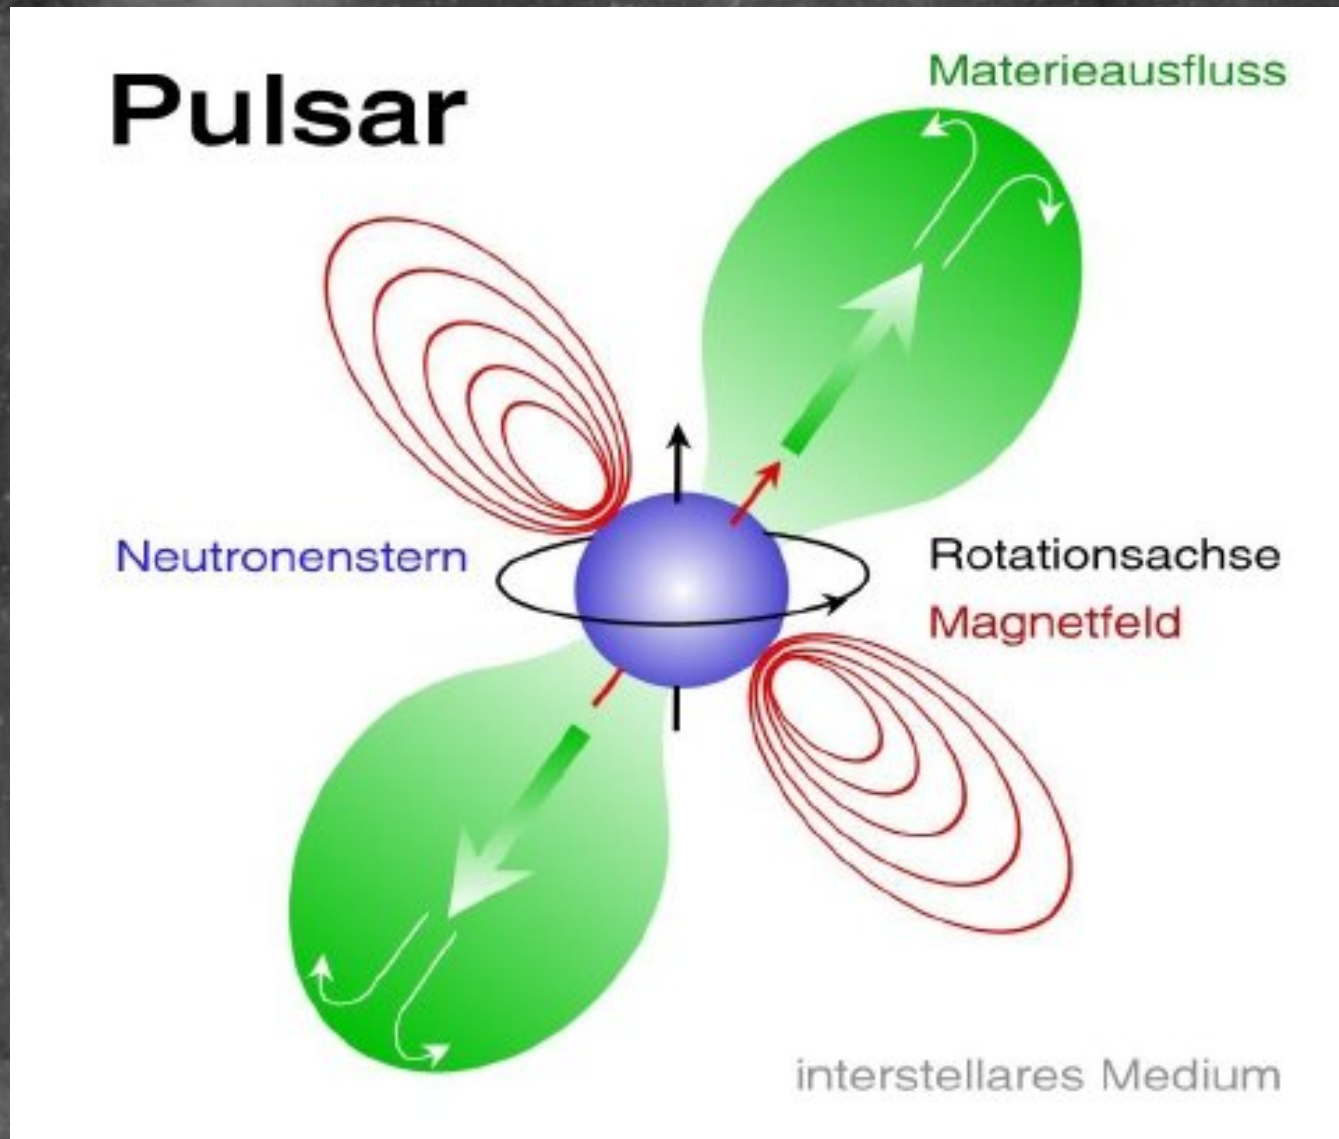 Pulsar
Materieausfluss
Neutronenstern
Rotationsachse
Magnetfeld
interstellares Medium